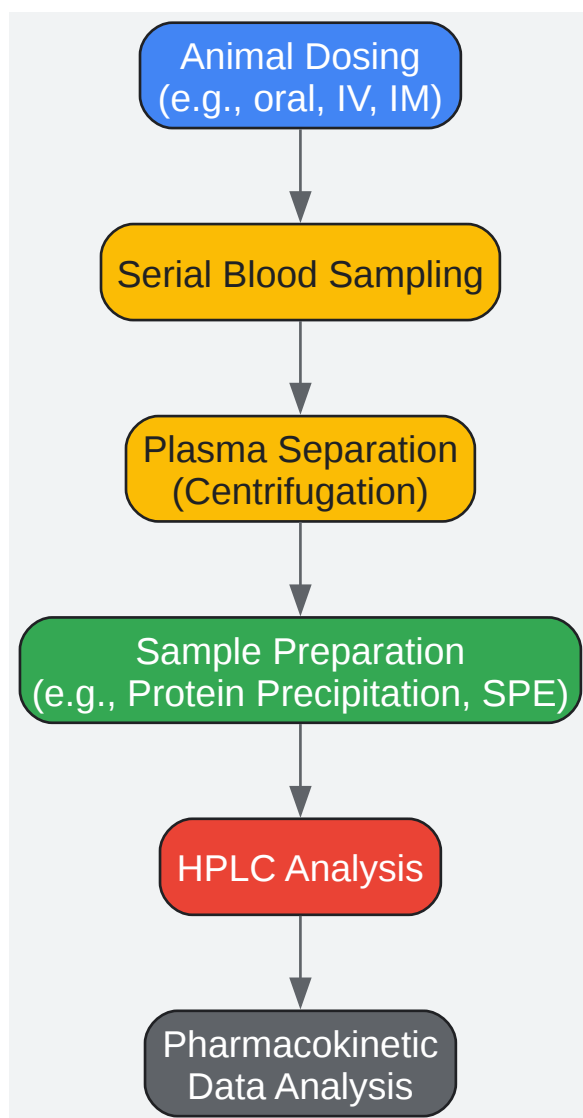 Animal Dosing
(e.g., oral, IV, IM)
Serial Blood Sampling
Plasma Separation
(Centrifugation)
Sample Preparation
(e.g., Protein Precipitation, SPE)
HPLC Analysis
Pharmacokinetic
Data Analysis